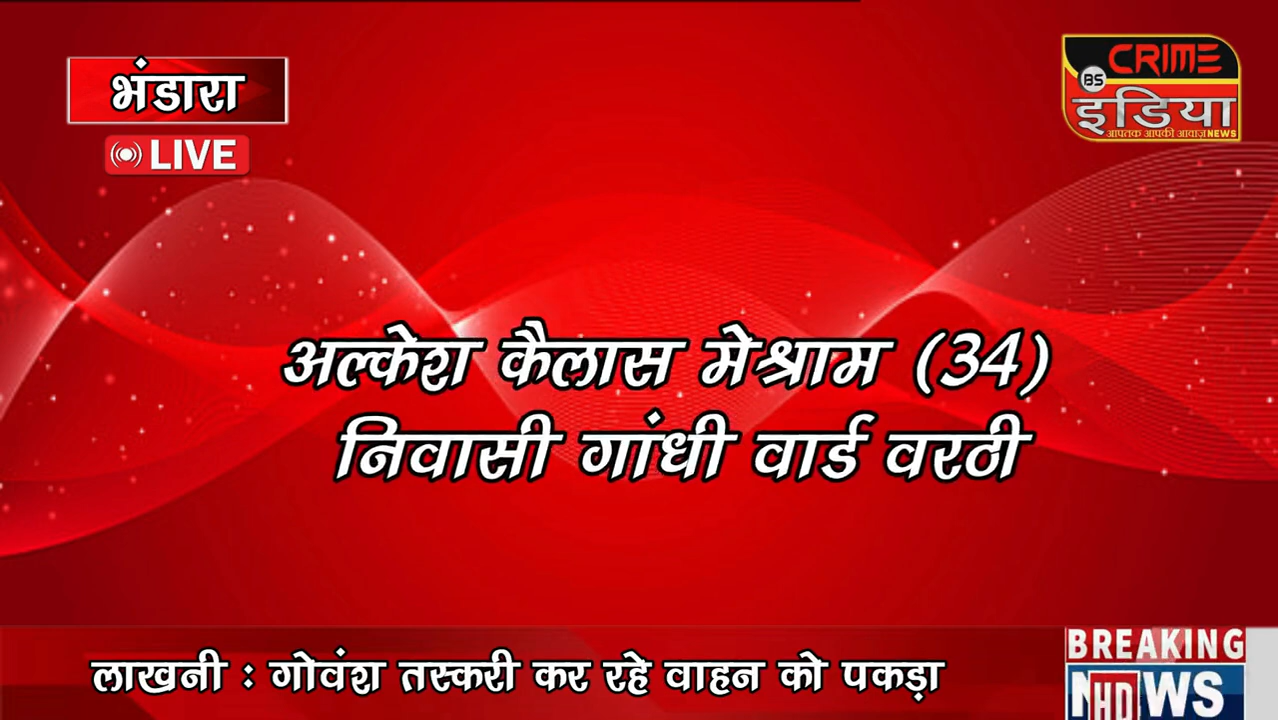 भंडारा
LIVE
CRIME
BS
इंडिया
आपतक आपकी आवाज़ NEWS
अल्केश कैलास मेश्राम (34)
निवासी गांधी वार्ड वरठी
लाखनी : गोवंश तस्करी कर रहे वाहन को पकड़ा
BREAKING
NEWS
HD